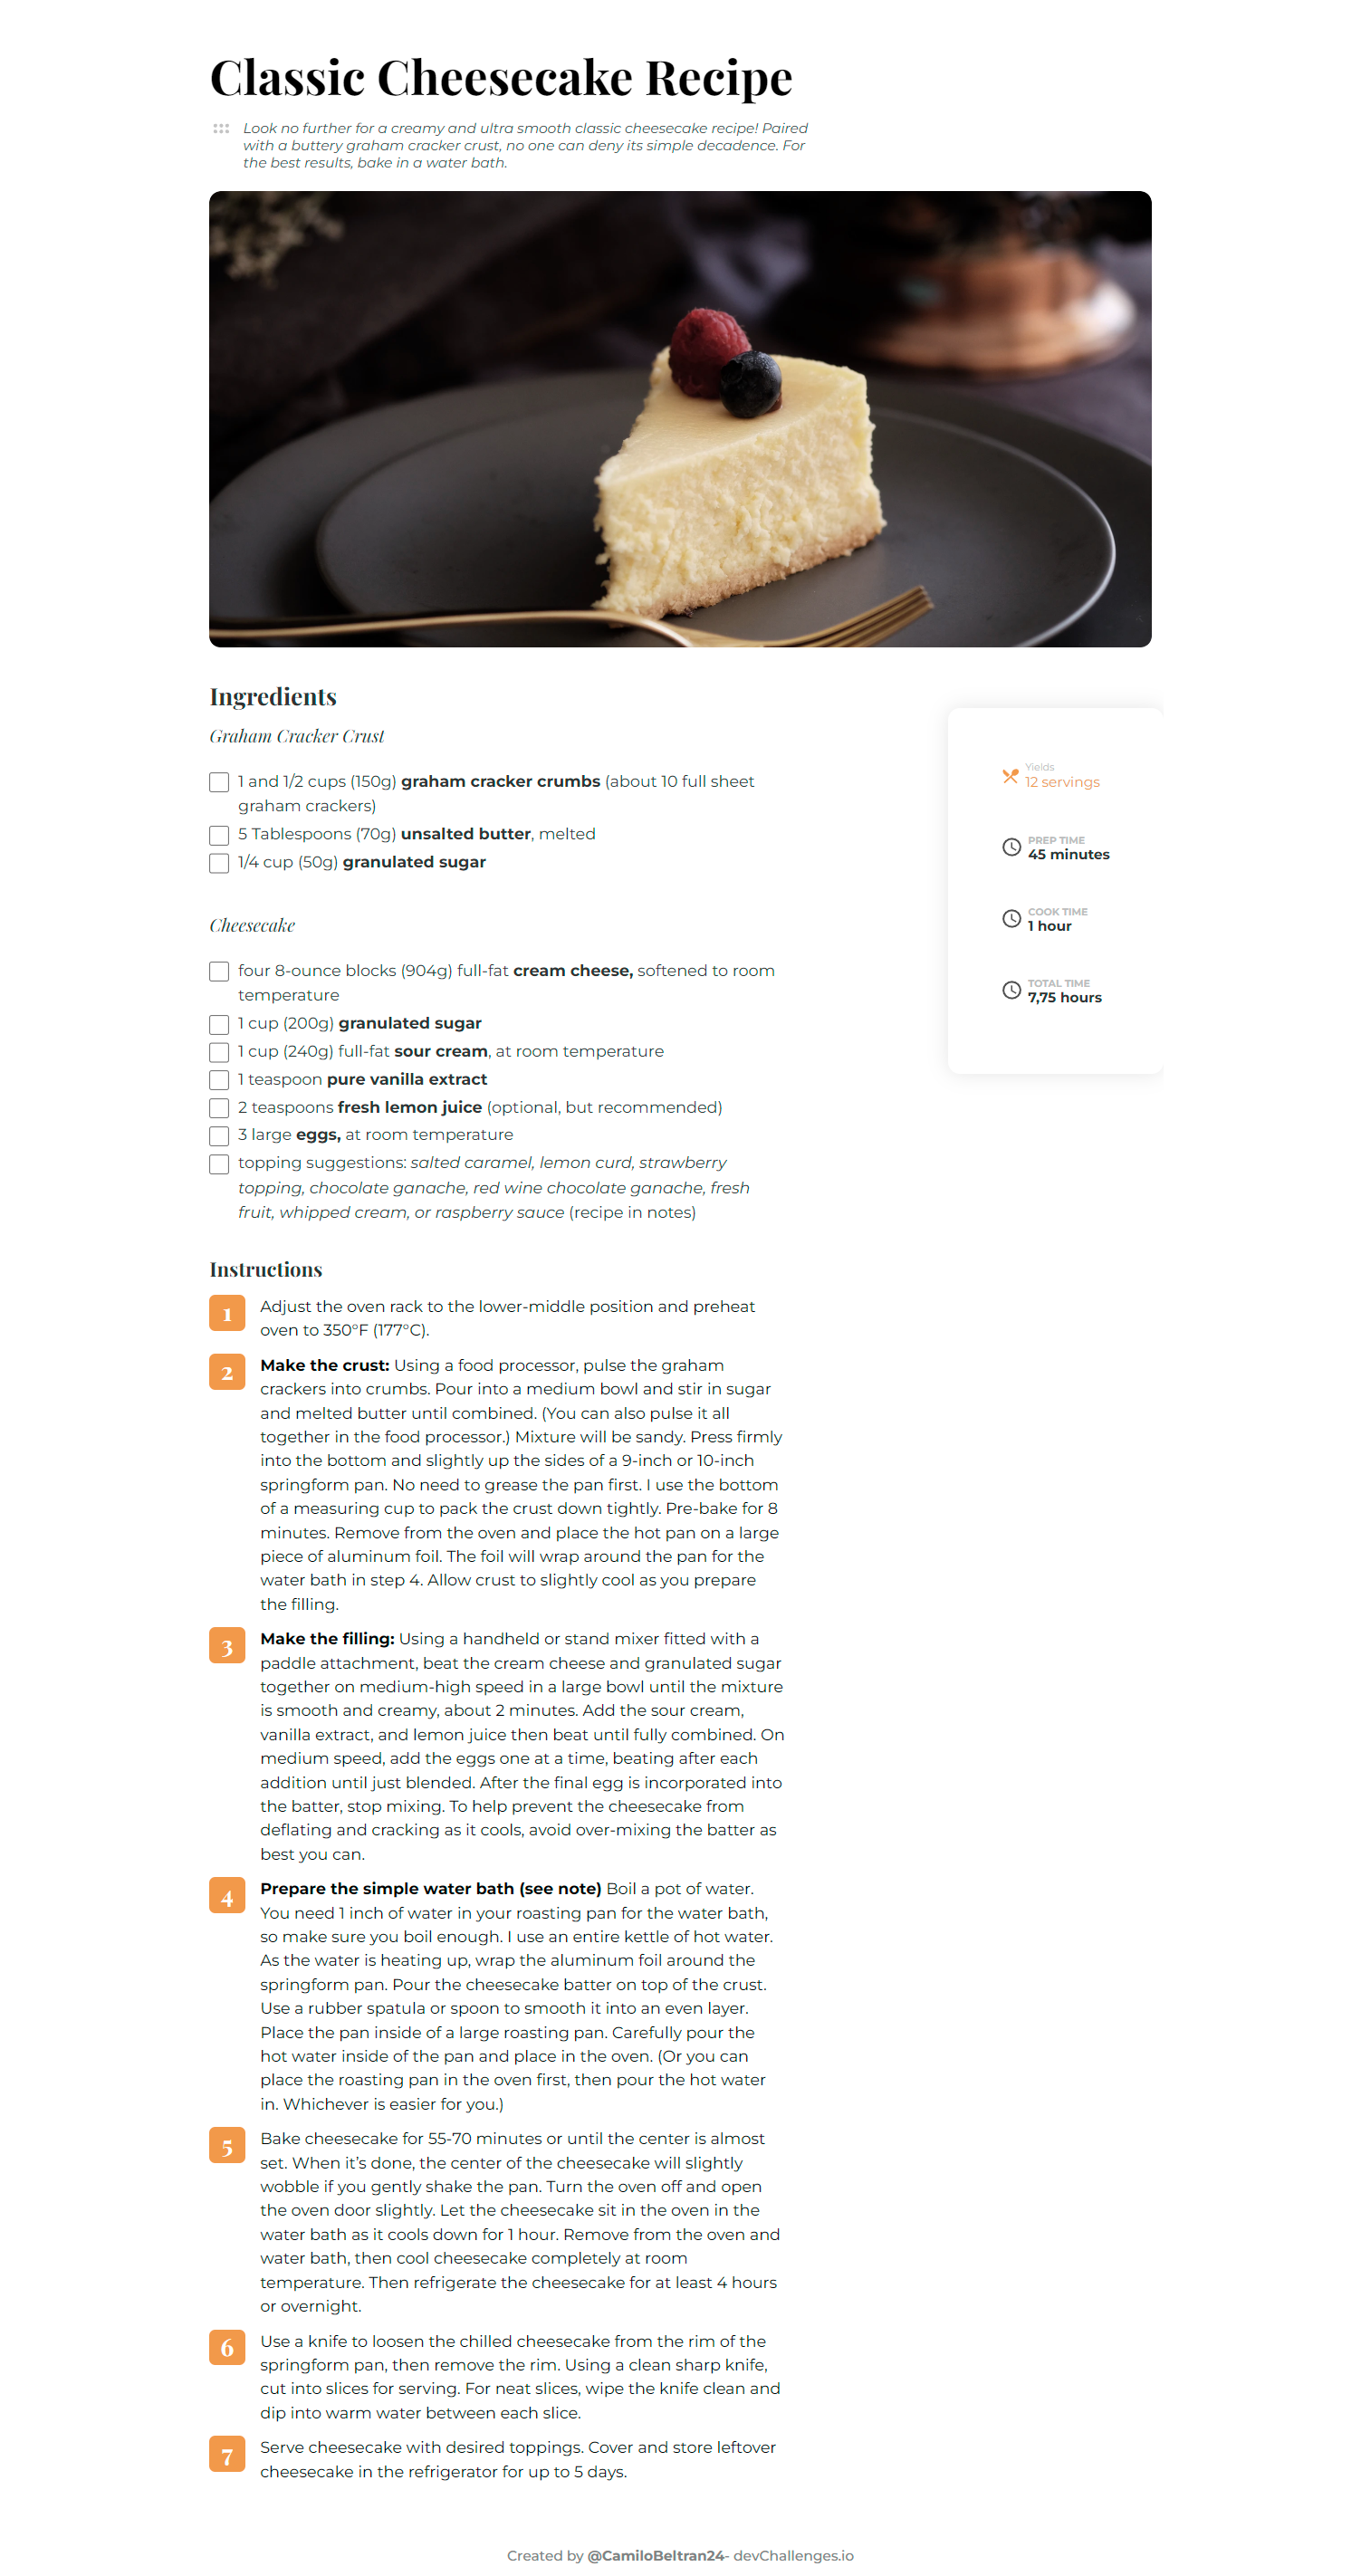 Classic Cheesecake Recipe
Look no further for a creamy and ultra smooth classic cheesecake recipe! Paired
with a buttery graham cracker crust, no one can deny its simple decadence. For
the best results, bake in a water bath.
Ingredients
Graham Cracker Crust
1 and 1/2 cups (150g) graham cracker crumbs (about 10 full sheet
graham crackers)
5 Tablespoons (70g) unsalted butter, melted
1/4 cup (50g) granulated sugar
Cheesecake
four 8-ounce blocks (904g) full-fat cream cheese, softened to room
temperature
1 cup (200g) granulated sugar
1 cup (240g) full-fat sour cream, at room temperature
1 teaspoon pure vanilla extract
2 teaspoons fresh lemon juice (optional, but recommended)
3 large eggs, at room temperature
topping suggestions: salted caramel, lemon curd, strawberry
topping, chocolate ganache, red wine chocolate ganache, fresh
fruit, whipped cream, or raspberry sauce (recipe in notes)
Yields
12 servings
PREP TIME
45 minutes
COOK TIME
1 hour
TOTAL TIME
7,75 hours
Instructions
1 Adjust the oven rack to the lower-middle position and preheat
oven to 350°F (177°C).
2 Make the crust: Using a food processor, pulse the graham
crackers into crumbs. Pour into a medium bowl and stir in sugar
and melted butter until combined. (You can also pulse it all
together in the food processor.) Mixture will be sandy. Press firmly
into the bottom and slightly up the sides of a 9-inch or 10-inch
springform pan. No need to grease the pan first. I use the bottom
of a measuring cup to pack the crust down tightly. Pre-bake for 8
minutes. Remove from the oven and place the hot pan on a large
piece of aluminum foil. The foil will wrap around the pan for the
water bath in step 4. Allow crust to slightly cool as you prepare
the filling.
3 Make the filling: Using a handheld or stand mixer fitted with a
paddle attachment, beat the cream cheese and granulated sugar
together on medium-high speed in a large bowl until the mixture
is smooth and creamy, about 2 minutes. Add the sour cream,
vanilla extract, and lemon juice then beat until fully combined. On
medium speed, add the eggs one at a time, beating after each
addition until just blended. After the final egg is incorporated into
the batter, stop mixing. To help prevent the cheesecake from
deflating and cracking as it cools, avoid over-mixing the batter as
best you can.
4 Prepare the simple water bath (see note) Boil a pot of water.
You need 1 inch of water in your roasting pan for the water bath,
so make sure you boil enough. I use an entire kettle of hot water.
As the water is heating up, wrap the aluminum foil around the
springform pan. Pour the cheesecake batter on top of the crust.
Use a rubber spatula or spoon to smooth it into an even layer.
Place the pan inside of a large roasting pan. Carefully pour the
hot water inside of the pan and place in the oven. (Or you can
place the roasting pan in the oven first, then pour the hot water
in. Whichever is easier for you.)
5 Bake cheesecake for 55-70 minutes or until the center is almost
set. When it’s done, the center of the cheesecake will slightly
wobble if you gently shake the pan. Turn the oven off and open
the oven door slightly. Let the cheesecake sit in the oven in the
water bath as it cools down for 1 hour. Remove from the oven and
water bath, then cool cheesecake completely at room
temperature. Then refrigerate the cheesecake for at least 4 hours
or overnight.
6 Use a knife to loosen the chilled cheesecake from the rim of the
springform pan, then remove the rim. Using a clean sharp knife,
cut into slices for serving. For neat slices, wipe the knife clean and
dip into warm water between each slice.
7 Serve cheesecake with desired toppings. Cover and store leftover
cheesecake in the refrigerator for up to 5 days.
Created by @CamiloBeltran24- devChallenges.io